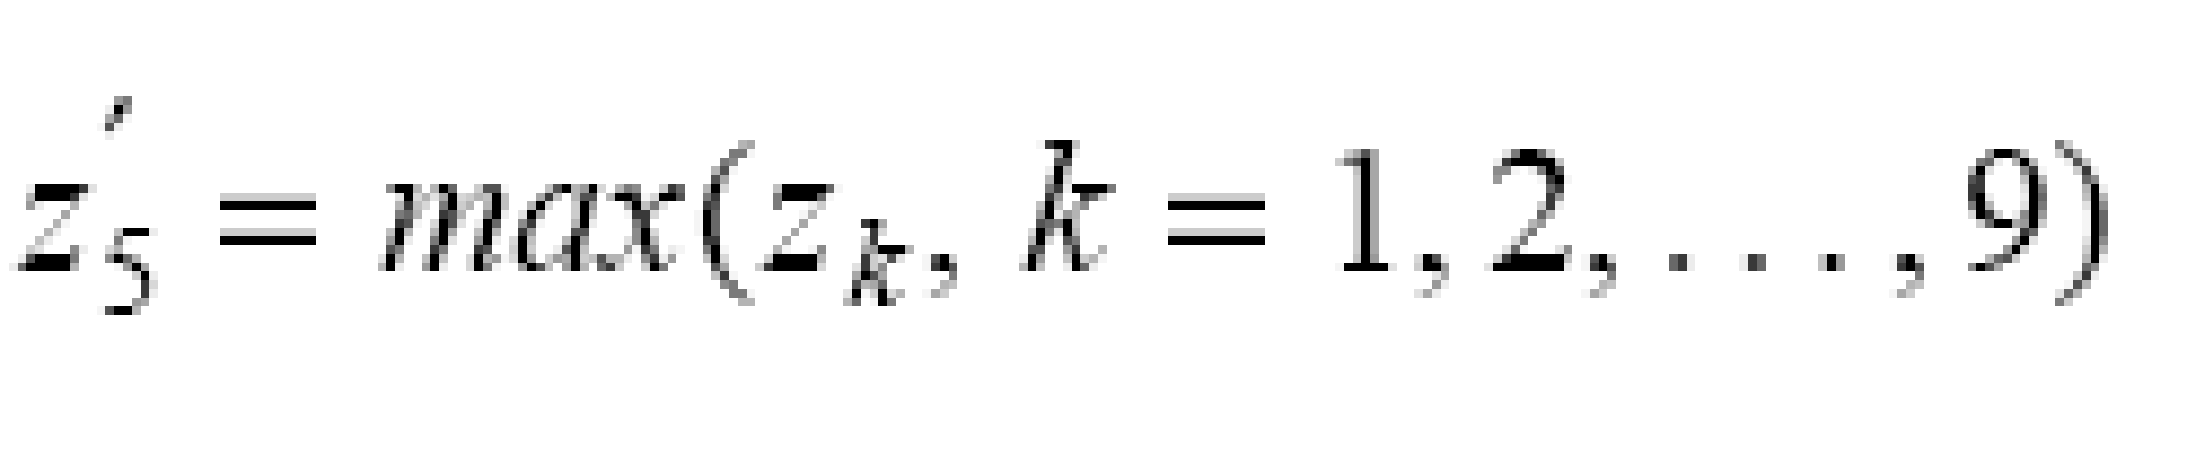 z′₅ = max(zₖ, k = 1, 2, . . . , 9)